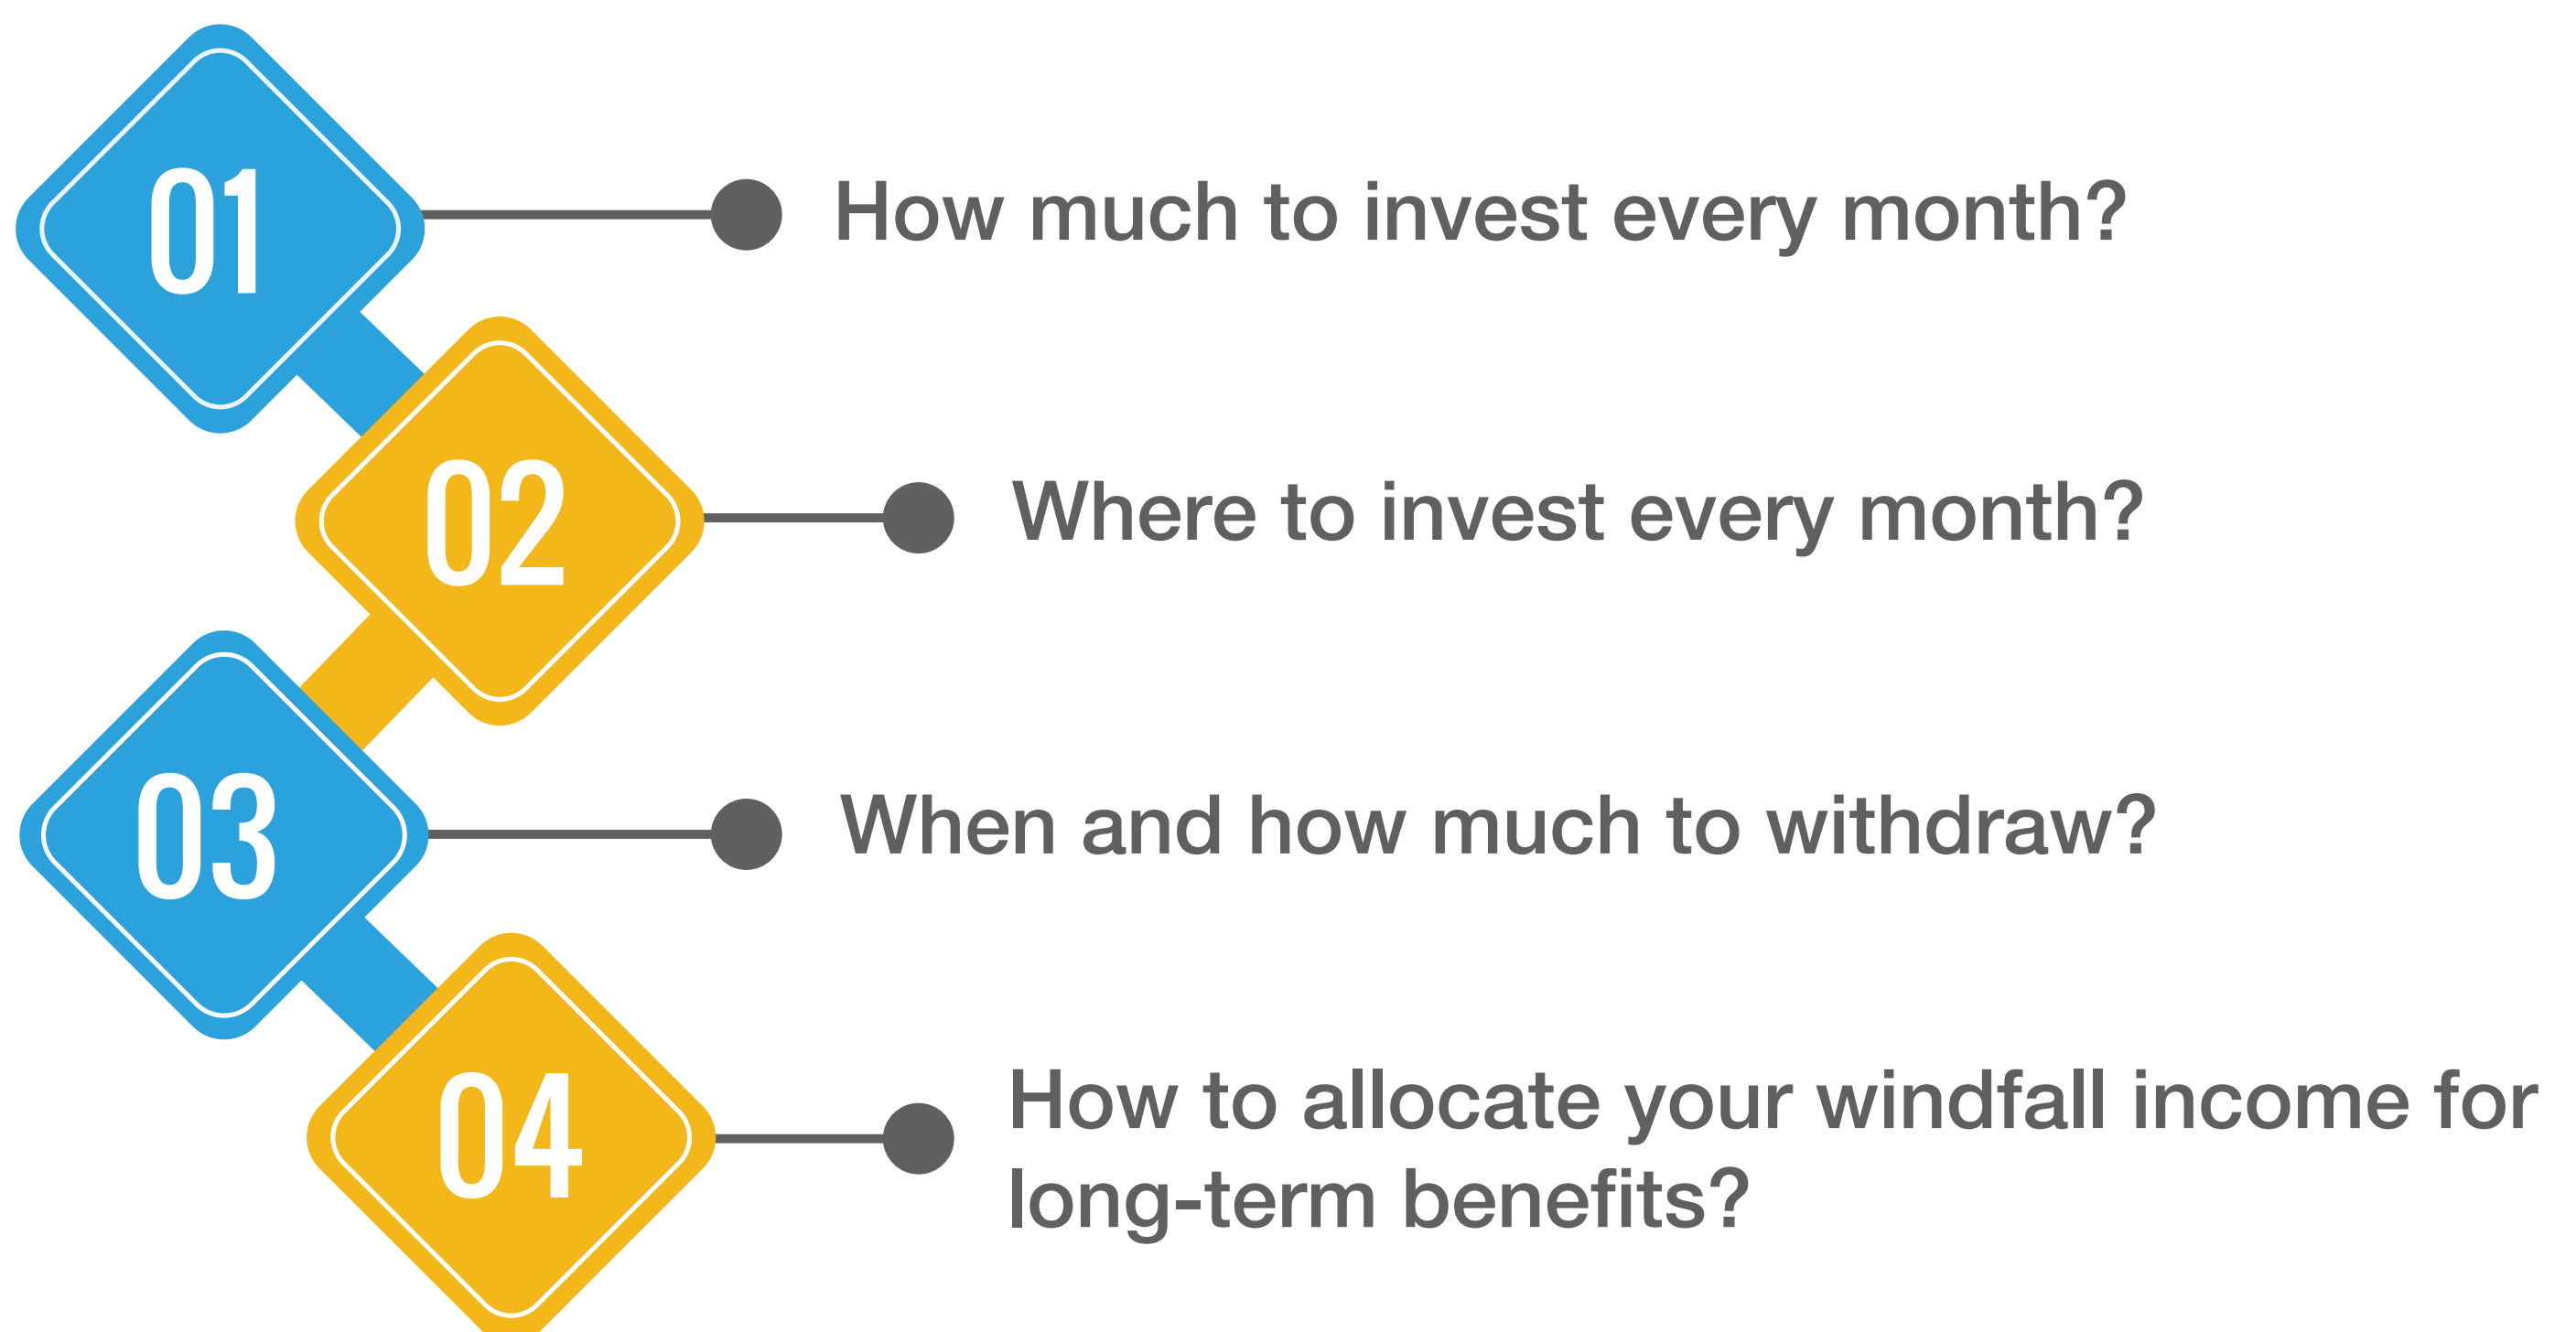 01
How much to invest every month?
02
Where to invest every month?
03
When and how much to withdraw?
04
How to allocate your windfall income for
long-term benefits?